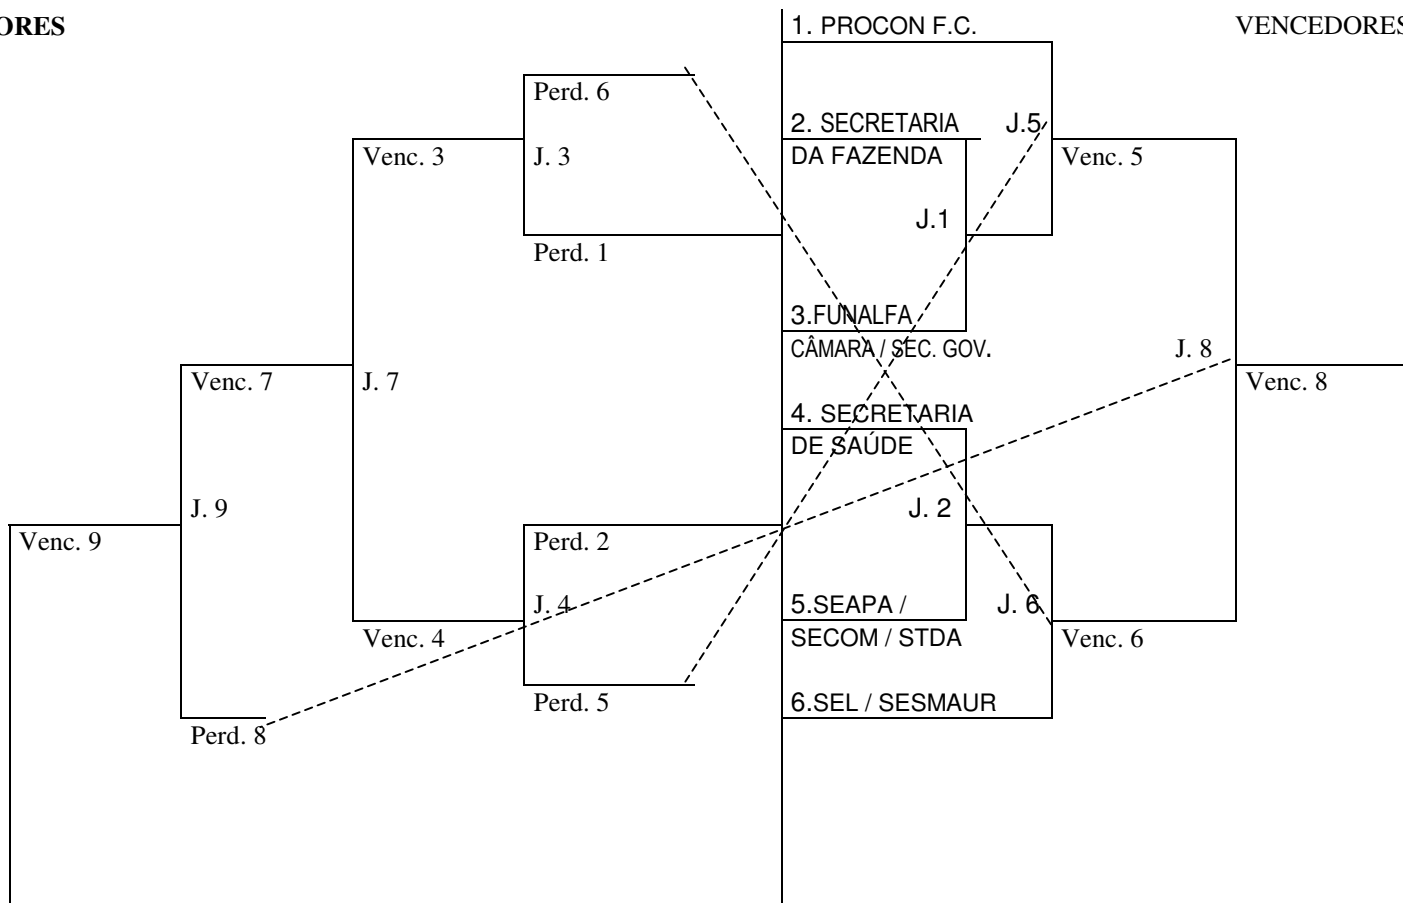 ORES
VENCEDORES
1. PROCON F.C.
Perd. 6
2. SECRETARIA
J.5
Venc. 3
J. 3
DA FAZENDA
Venc. 5
J.1
Perd. 1
3.FUNALFA
CÂMARA / SEC. GOV.
J. 8
Venc. 7
J. 7
Venc. 8
4. SECRETARIA
DE SAÚDE
J. 9
J. 2
Venc. 9
Perd. 2
J. 4
5.SEAPA /
J. 6
Venc. 4
SECOM / STDA
Venc. 6
Perd. 5
6.SEL / SESMAUR
Perd. 8